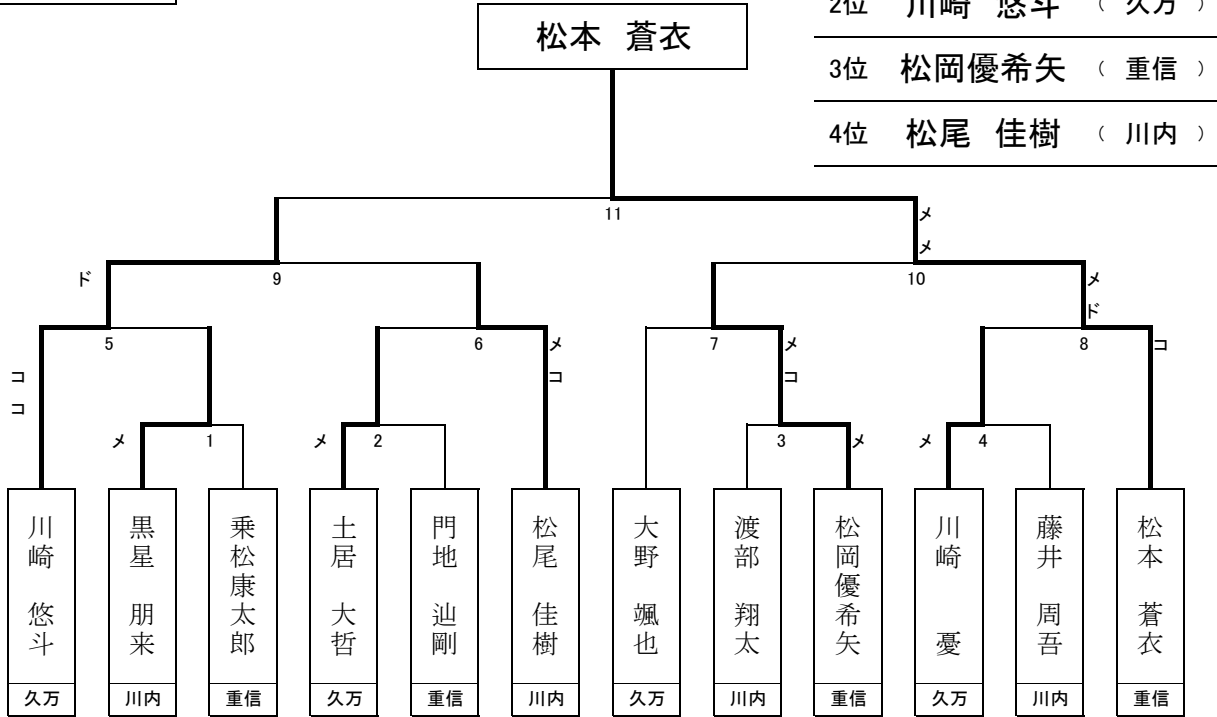 2位 川崎 悠斗 （ 久万 ）
松本 蒼衣
3位 松岡優希矢 （ 重信 ）
4位 松尾 佳樹 （ 川内 ）
11
メ
メ
ド
9
10
メ
ド
5
6
メ
コ
7
メ
コ
8
コ
コ
コ
メ
1
メ
2
3
メ
メ
4
川崎 悠斗
黒星 朋来
乗松康太郎
土居 大哲
門地 辿剛
松尾 佳樹
大野 颯也
渡部 翔太
松岡優希矢
川崎 憂
藤井 周吾
松本 蒼衣
久万
川内
重信
久万
重信
川内
久万
川内
重信
久万
川内
重信